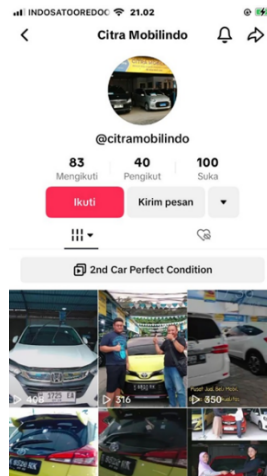 INDOSATOOREDOO 21.02
Citra Mobilindo
@citramobilindo
83 40 100
Mengikuti Pengikut Suka
Ikuti Kirim pesan
2nd Car Perfect Condition
316
350